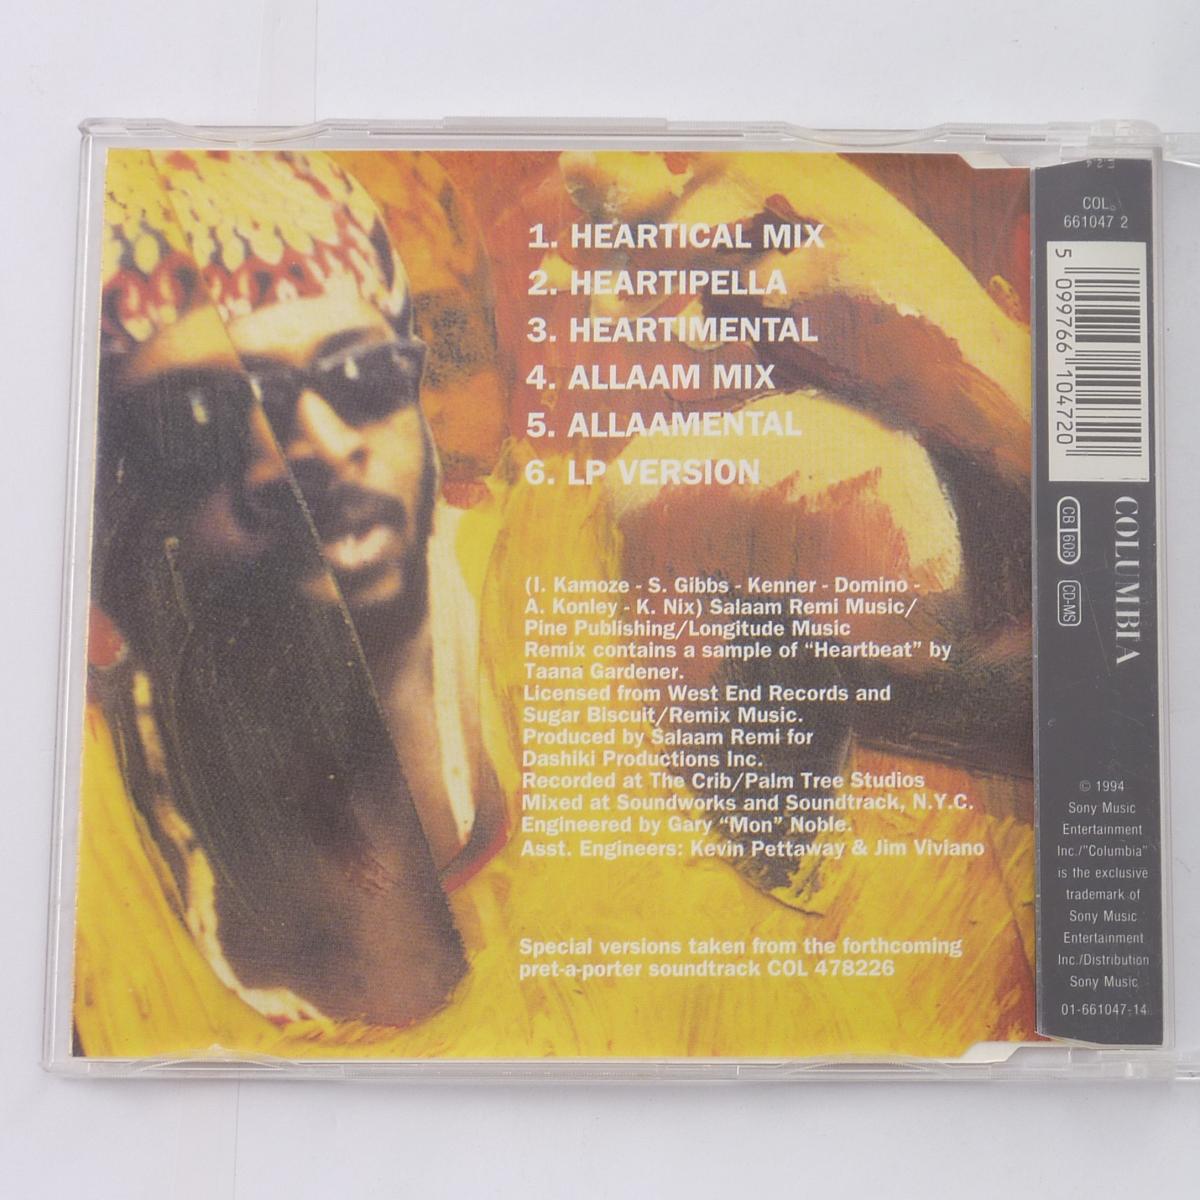 1. HEARTICAL MIX
2. HEARTIPELLA
3. HEARTIMENTAL
4. ALLAAM MIX
5. ALLAAMENTAL
6. LP VERSION
(I. Kamoze - S. Gibbs - Kenner - Domino -
A. Konley - K. Nix) Salaam Remi Music/
Pine Publishing/Longitude Music
Remix contains a sample of “Heartbeat” by
Taana Gardener.
Licensed from West End Records and
Sugar Biscuit/Remix Music.
Produced by Salaam Remi for
Dashiki Productions Inc.
Recorded at The Crib/Palm Tree Studios
Mixed at Soundworks and Soundtrack, N.Y.C.
Engineered by Gary “Mon” Noble.
Asst. Engineers: Kevin Pettaway & Jim Viviano
Special versions taken from the forthcoming
pret-a-porter soundtrack COL 478226
COL
661047 2
5 099766 104720
CB 608
CD-MS
COLUMBIA
© 1994
Sony Music
Entertainment
Inc./"Columbia"
is the exclusive
trademark of
Sony Music
Entertainment
Inc./Distribution
Sony Music
01-661047-14